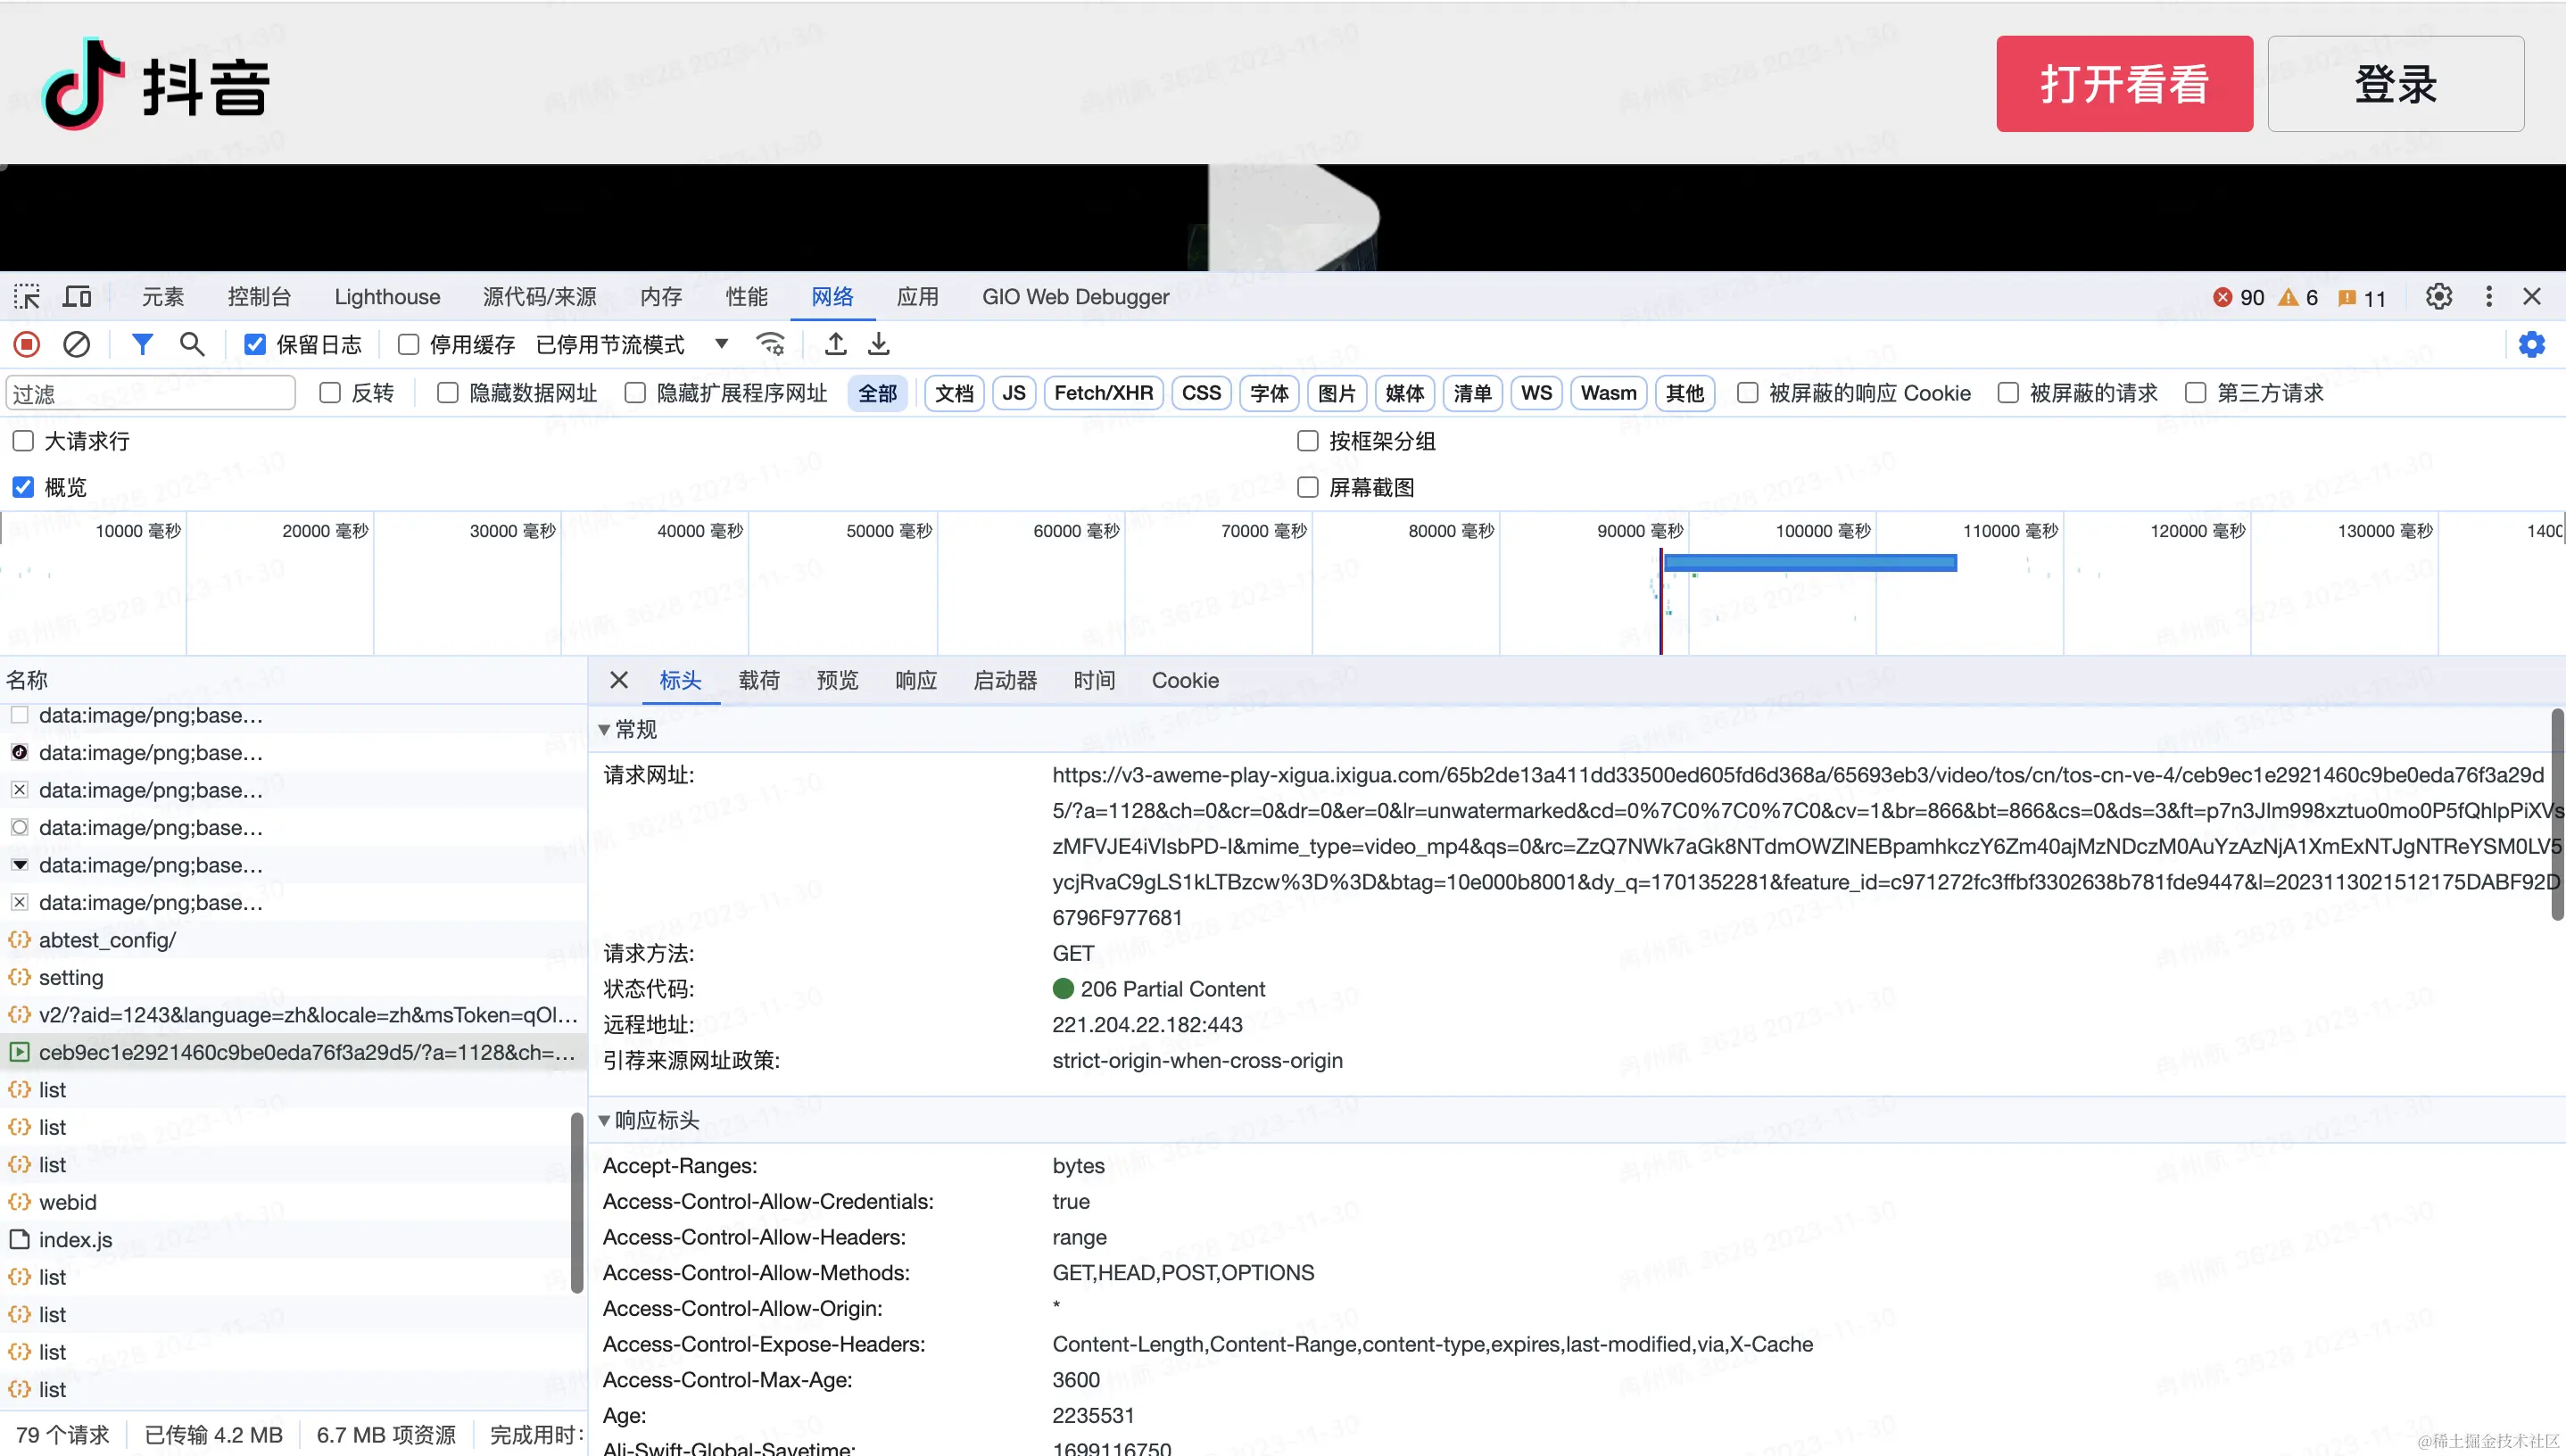 抖音
打开看看
登录
元素 控制台 Lighthouse 源代码/来源 内存 性能 网络 应用 GIO Web Debugger 90 6 11
保留日志 停用缓存 已停用节流模式
过滤 反转 隐藏数据网址 隐藏扩展程序网址 全部 文档 JS Fetch/XHR CSS 字体 图片 媒体 清单 WS Wasm 其他 被屏蔽的响应 Cookie 被屏蔽的请求 第三方请求
大请求行 按框架分组
概览 屏幕截图
10000 毫秒 20000 毫秒 30000 毫秒 40000 毫秒 50000 毫秒 60000 毫秒 70000 毫秒 80000 毫秒 90000 毫秒 100000 毫秒 110000 毫秒 120000 毫秒 130000 毫秒
名称
data:image/png;base…
data:image/png;base…
data:image/png;base…
data:image/png;base…
data:image/png;base…
data:image/png;base…
abtest_config/
setting
v2/?aid=1243&language=zh&locale=zh&msToken=qOl…
ceb9ec1e2921460c9be0eda76f3a29d5/?a=1128&ch=…
list
list
list
webid
index.js
list
list
list
list
79 个请求 已传输 4.2 MB 6.7 MB 项资源 完成用时:
标头 载荷 预览 响应 启动器 时间 Cookie
常规
请求网址: https://v3-aweme-play-xigua.ixigua.com/65b2de13a411dd33500ed605fd6d368a/65693eb3/video/tos/cn/tos-cn-ve-4/ceb9ec1e2921460c9be0eda76f3a29d
5/?a=1128&ch=0&cr=0&dr=0&er=0&lr=unwatermarked&cd=0%7C0%7C0%7C0&cv=1&br=866&bt=866&cs=0&ds=3&ft=p7n3JIm998xztuo0mo0P5fQhlpPiXVs
zMFVJE4iVIsbPD-I&mime_type=video_mp4&qs=0&rc=ZzQ7NWk7aGk8NTdmOWZlNEBpamhkczY6Zm40ajMzNDczM0AuYzAzNjA1XmExNTJgNTReYSM0LV5
ycjRvaC9gLS1kLTBzcw%3D%3D&btag=10e000b8001&dy_q=1701352281&feature_id=c971272fc3ffbf3302638b781fde9447&l=2023113021512175DABF92D
6796F977681
请求方法: GET
状态代码: 206 Partial Content
远程地址: 221.204.22.182:443
引荐来源网址政策: strict-origin-when-cross-origin
响应标头
Accept-Ranges: bytes
Access-Control-Allow-Credentials: true
Access-Control-Allow-Headers: range
Access-Control-Allow-Methods: GET,HEAD,POST,OPTIONS
Access-Control-Allow-Origin: *
Access-Control-Expose-Headers: Content-Length,Content-Range,content-type,expires,last-modified,via,X-Cache
Access-Control-Max-Age: 3600
Age: 2235531
Ali-Swift-Global-Savetime: 1699116750
@稀土掘金技术社区